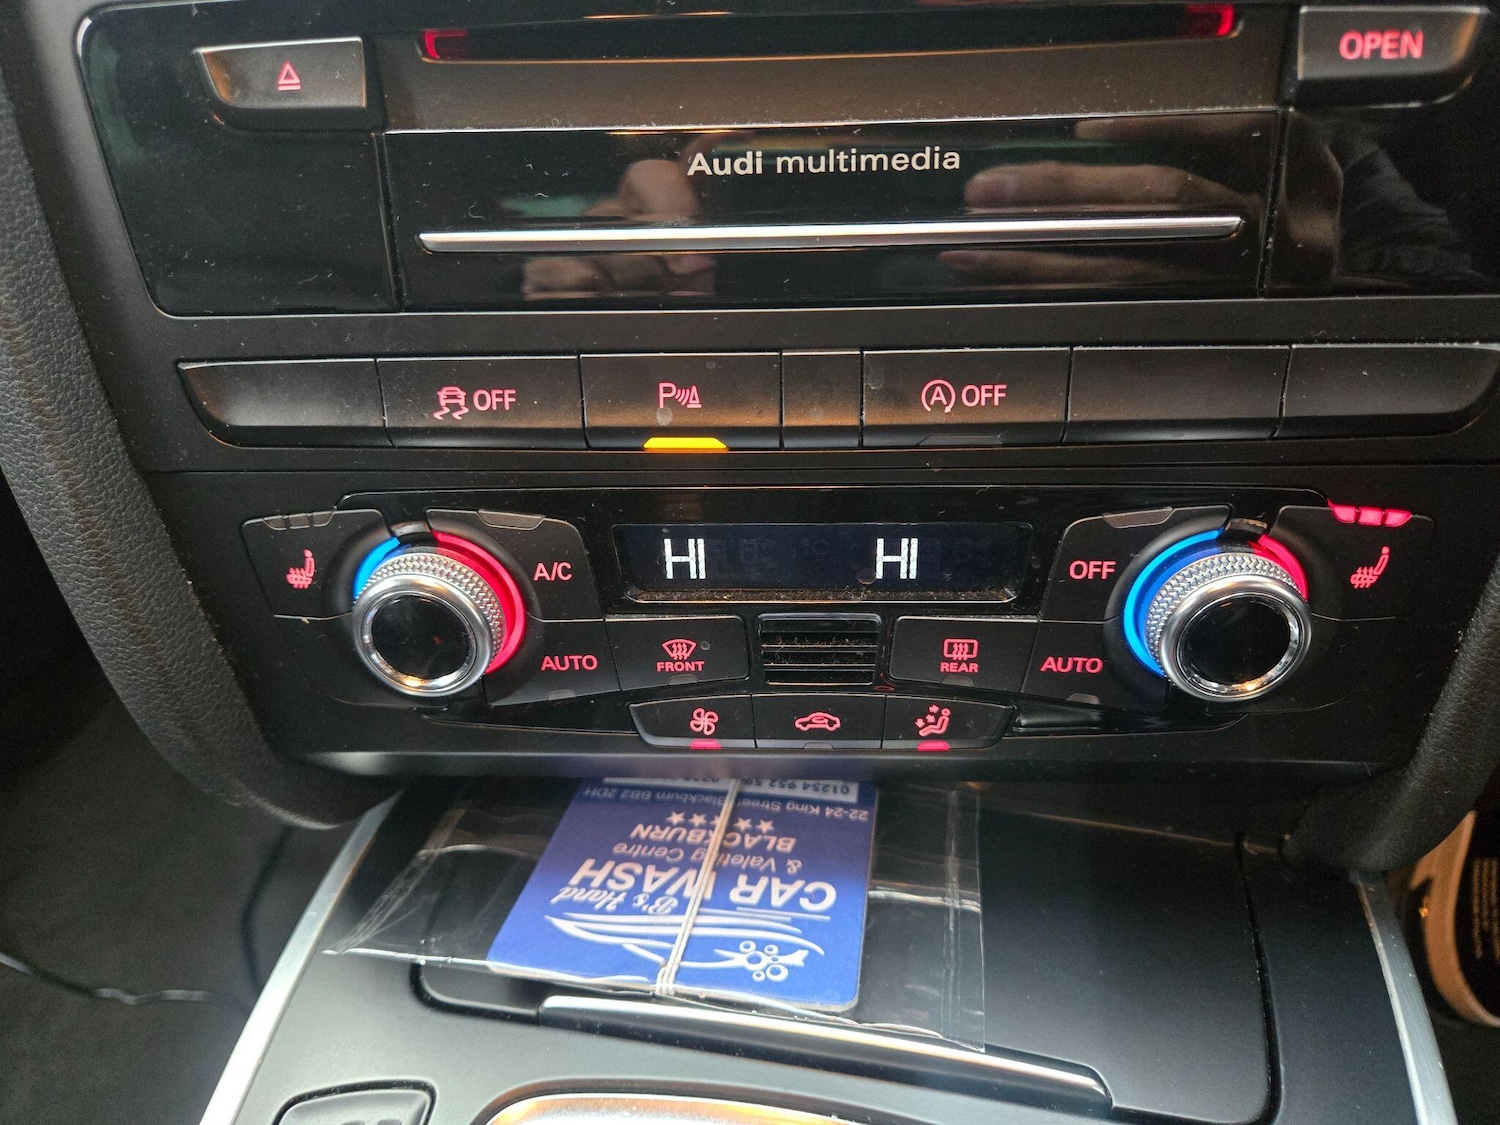 OPEN
Audi multimedia
OFF
P
A OFF
HI HI
A/C
OFF
AUTO
FRONT
REAR
AUTO
22-24 King Street Blackburn BB2 2DH
BLACKBURN
& Valeting Centre
CAR WASH
B's Hand